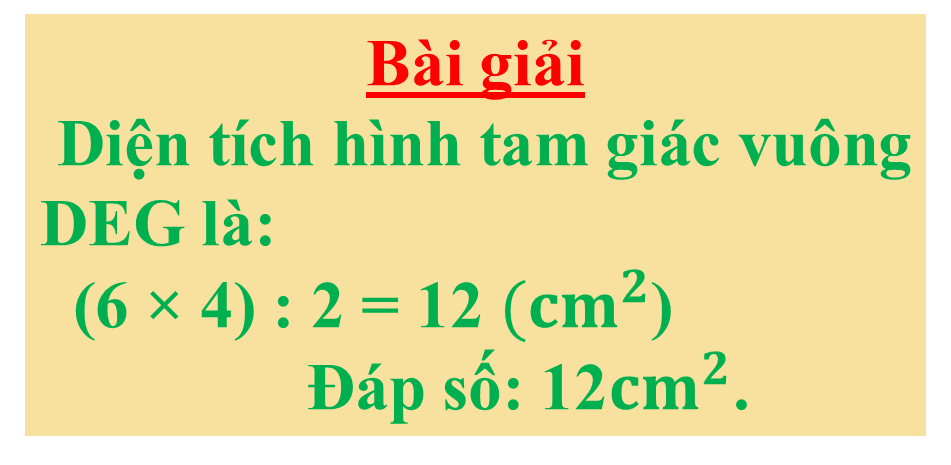 Bài giải
Diện tích hình tam giác vuông
DEG là:
(6 × 4) : 2 = 12 (cm²)
Đáp số: 12cm².